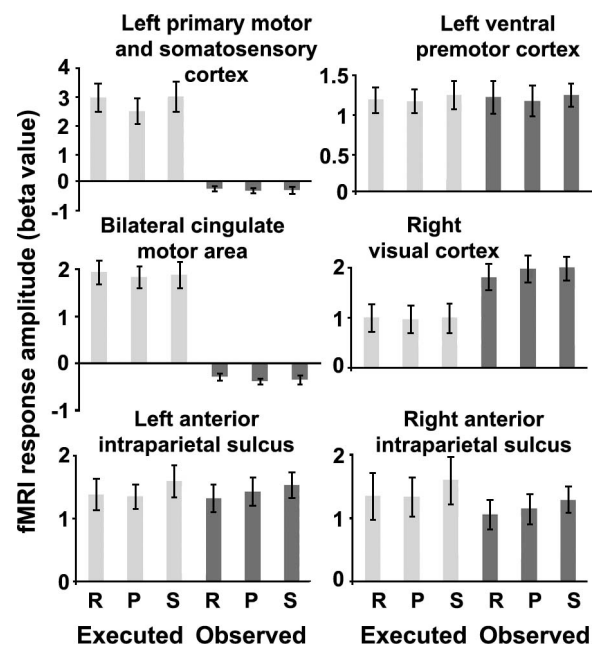 fMRI response amplitude (beta value)
Left primary motor
and somatosensory
cortex
4
3
2
1
0
-1
Left ventral
premotor cortex
1.5
1
0.5
0
Bilateral cingulate
motor area
2
1
0
-1
Right
visual cortex
2
1
0
Left anterior
intraparietal sulcus
2
1
0
Right anterior
intraparietal sulcus
2
1
0
R P S R P S
Executed Observed
R P S R P S
Executed Observed